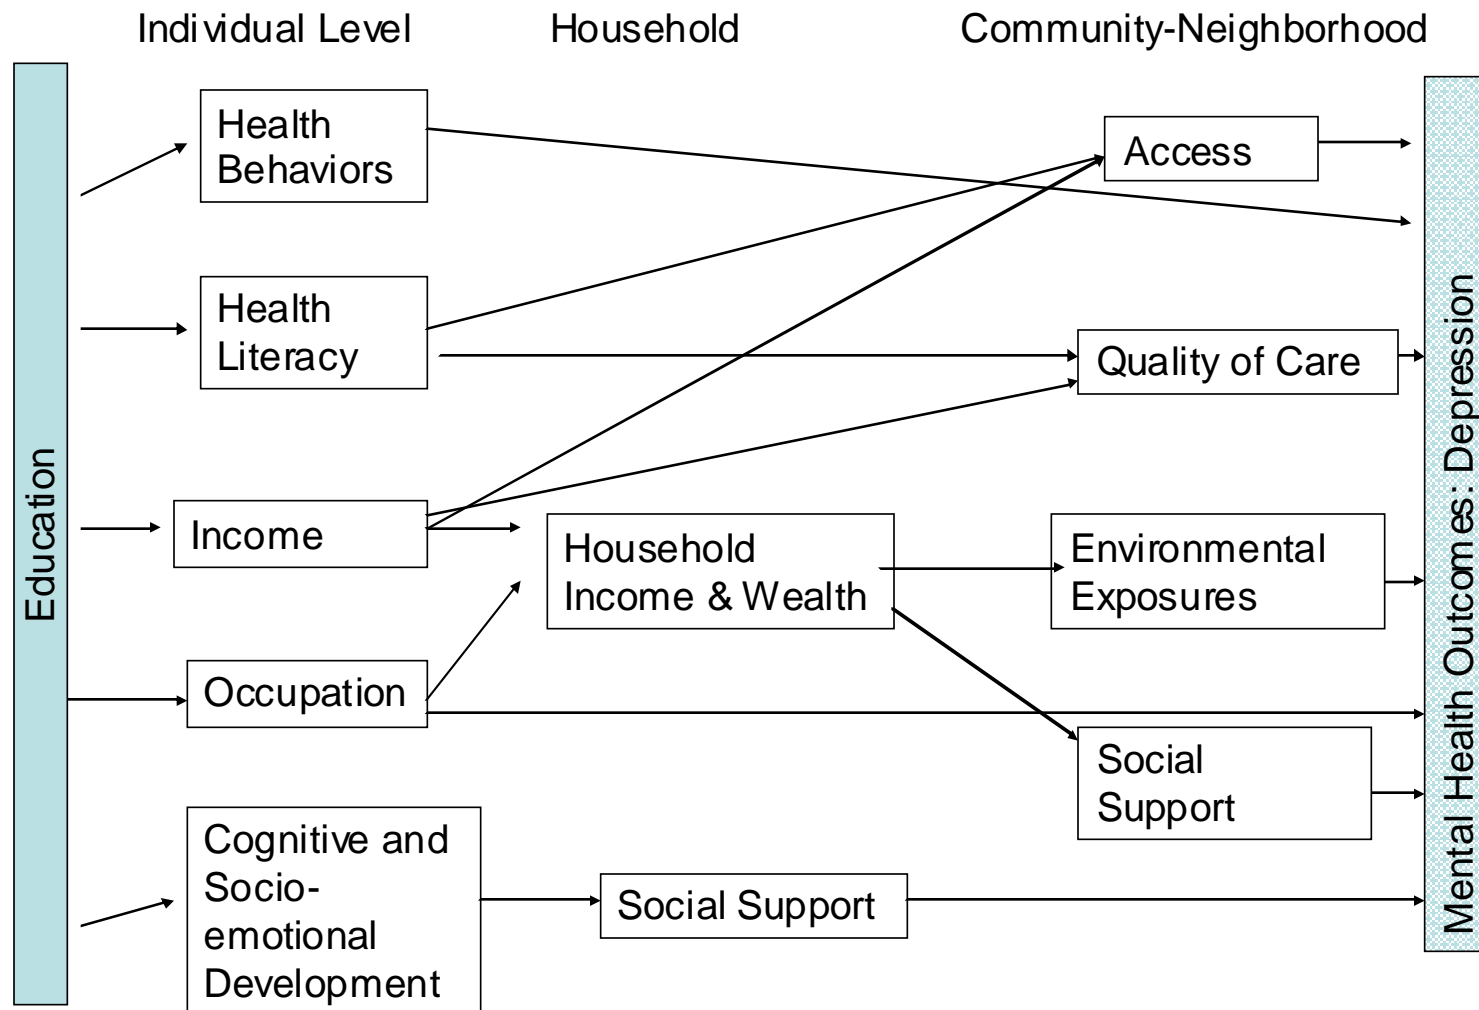 Individual Level
Household
Community-Neighborhood
Education
Health
Behaviors
Health
Literacy
Income
Occupation
Cognitive and
Socio-
emotional
Development
Household
Income & Wealth
Social Support
Access
Quality of Care
Environmental
Exposures
Social
Support
Mental Health Outcomes: Depression